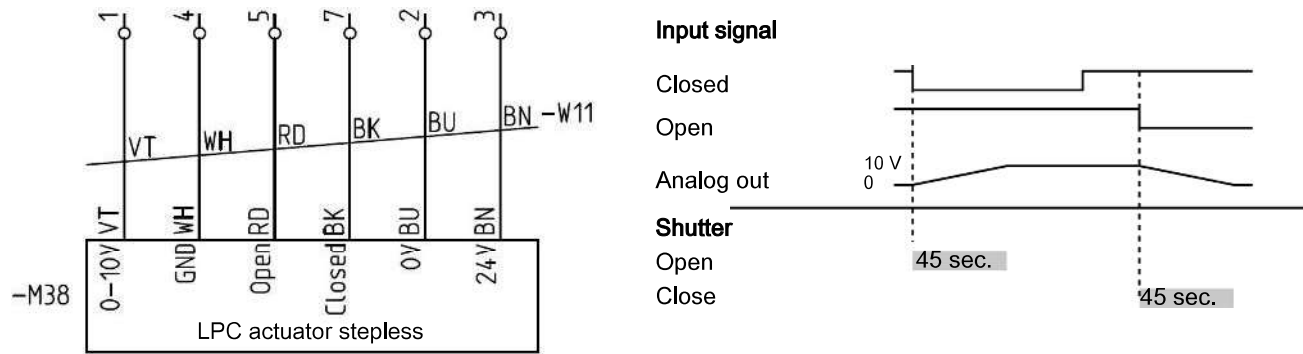 1 4 5 7 2 3
VT WH RD BK BU BN -W11
VT WH RD BK BU BN
0-10V GND Open Closed 0V 24V
-M38
LPC actuator stepless
Input signal
Closed
Open
Analog out 10 V
0
Shutter
Open 45 sec.
Close 45 sec.